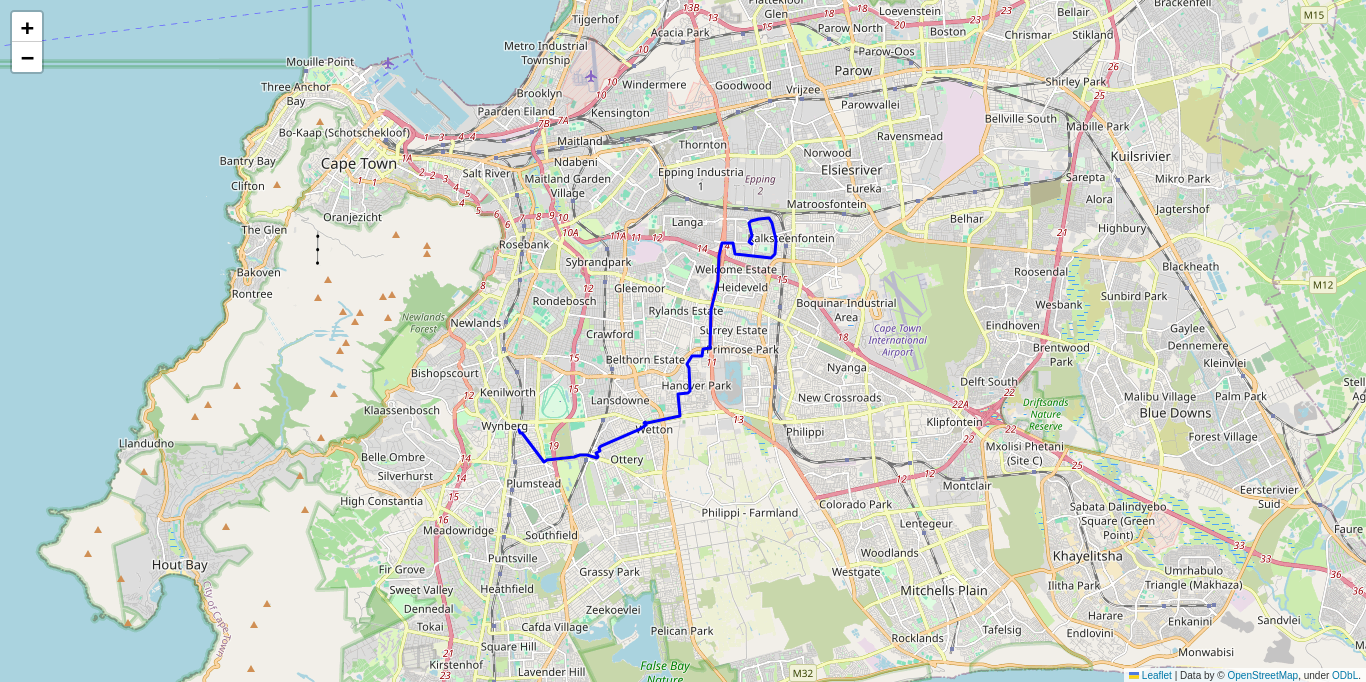 +
−
Tijgerhof
13B
Plattekloof
Glen
Loevenstein
Bellair
Brackenfell
M15
Acacia Park
Parow North
Boston
Chrismar
Stikland
Metro Industrial
Township
Parow-Oos
Mouille Point
Parow
Shirley Park
Three Anchor
Bay
Brooklyn
Windermere
Goodwood
Vrijzee
Paarden Eiland
Kensington
Parowvallei
Bellville South
Mabille Park
Bo-Kaap (Schotschekloof)
7B
7A
Maitland
Thornton
Ravensmead
Norwood
Kuilsrivier
Bantry Bay
Cape Town
1A
Salt River
Ndabeni
Maitland Garden
Village
Epping Industria
1
Epping
2
Elsiesriver
Eureka
Sarepta
Mikro Park
Clifton
Matroosfontein
Alora
Jagtershof
Oranjezicht
Langa
Belhar
Highbury
The Glen
Rosebank
10A
11A
Kalksteenfontein
Bakoven
Sybrandpark
Welcome Estate
Roosendal
Blackheath
Rontree
Rondebosch
Gleemoor
Heideveld
Boquinar Industrial
Area
Wesbank
Sunbird Park
M12
Newlands
Forest
Newlands
Rylands Estate
Surrey Estate
Crawford
Cape Town
International
Airport
Eindhoven
Gaylee
Dennemere
Bishopscourt
Belthorn Estate
Primrose Park
Nyanga
Brentwood
Park
Kleinvlei
Kenilworth
Hanover Park
Delft South
Klaassenbosch
Lansdowne
New Crossroads
22A
Driftsands
Nature
Reserve
Malibu Village
Palm Park
Blue Downs
Wynberg
Wetton
Philippi
Klipfontein
Forest Village
Llandudno
Belle Ombre
Ottery
Mxolisi Phetani
(Site C)
Silverhurst
Plumstead
Montclair
Eersterivier
Suid
High Constantia
Colorado Park
Sabata Dalindyebo
Square (Green
Point)
Meadowridge
Southfield
Philippi - Farmland
Lentegeur
Faure
Hout Bay
Puntsville
Woodlands
Khayelitsha
Fir Grove
Grassy Park
Westgate
Umrhabulo
Triangle (Makhaza)
Sweet Valley
Heathfield
Mitchells Plain
Ilitha Park
City of Cape Town
Dennedal
Zeekoevlei
Harare
Enkanini
Sandvlei
Tokai
Cafda Village
Pelican Park
Rocklands
Tafelsig
Endlovini
Square Hill
Monwabisi
Kirstenhof
Lavender Hill
False Bay
M32
Leaflet | Data by © OpenStreetMap, under ODbL.